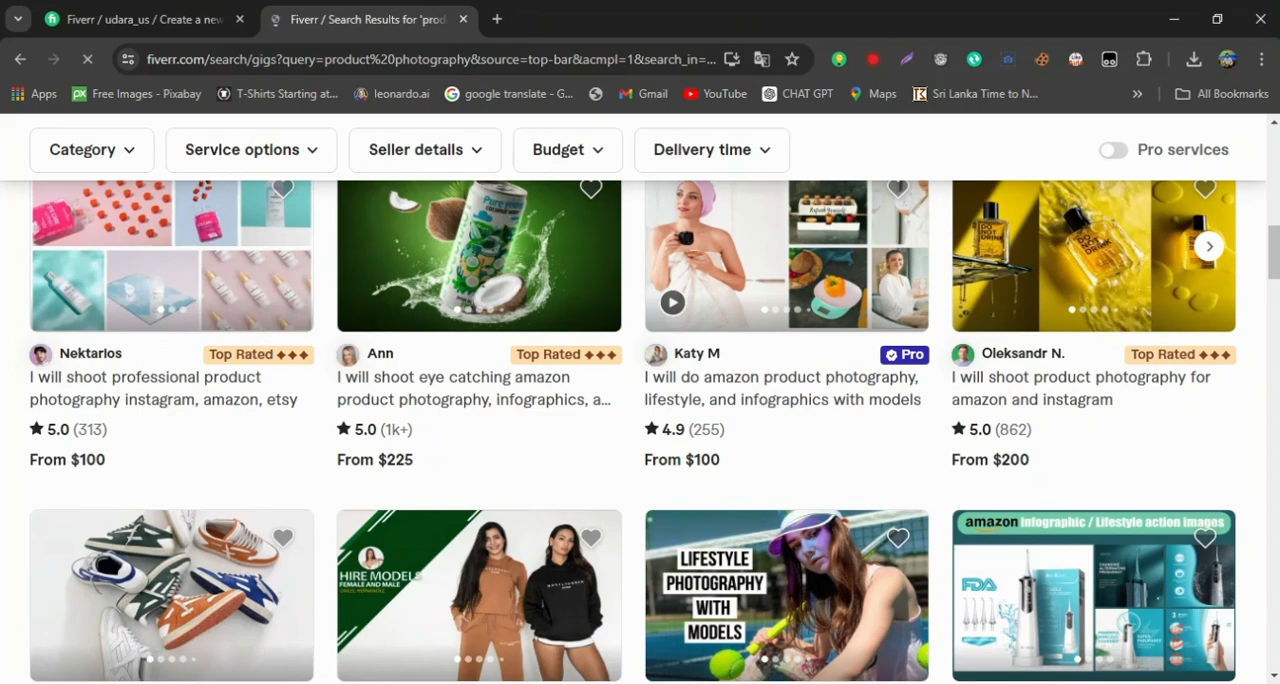 Fiverr / udara_us / Create a new
Fiverr / Search Results for 'prod
fiverr.com/search/gigs?query=product%20photography&source=top-bar&acmpl=1&search_in=...
Apps
Free Images - Pixabay
T-Shirts Starting at...
leonardo.ai
google translate - G...
Gmail
YouTube
CHAT GPT
Maps
Sri Lanka Time to N...
»
All Bookmarks
Category
Service options
Seller details
Budget
Delivery time
Pro services
Nektarios
Top Rated
I will shoot professional product
photography instagram, amazon, etsy
5.0 (313)
From $100
Ann
Top Rated
I will shoot eye catching amazon
product photography, infographics, a...
5.0 (1k+)
From $225
Katy M
Pro
I will do amazon product photography,
lifestyle, and infographics with models
4.9 (255)
From $100
Oleksandr N.
Top Rated
I will shoot product photography for
amazon and instagram
5.0 (862)
From $200
HIRE MODELS
FEMALE AND MALE
LIFESTYLE
PHOTOGRAPHY
WITH
MODELS
amazon infographic / Lifestyle action images
FDA